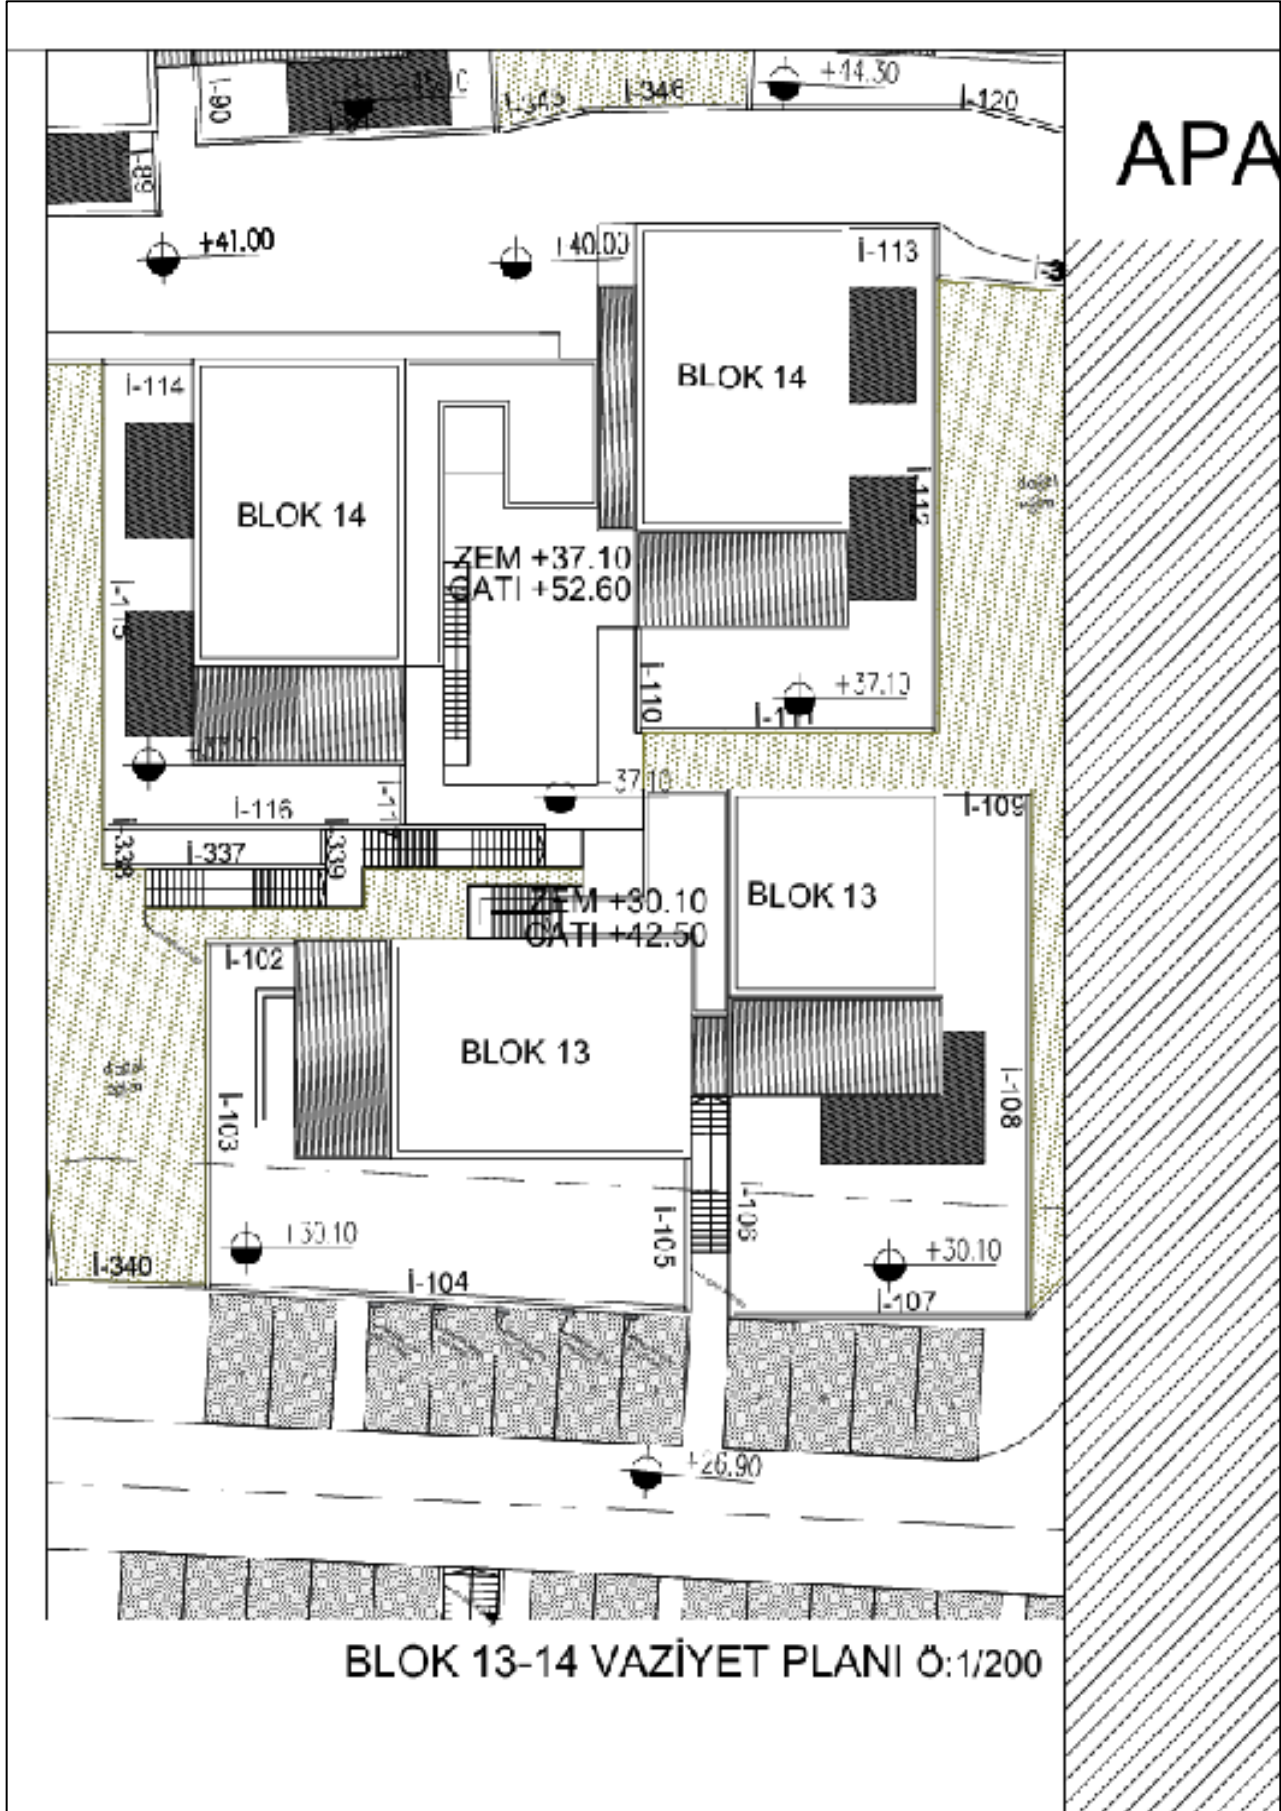 +44.30
İ-90
İ-346
İ-120
APA
İ-89
+41.00
+40.00
İ-113
BLOK 14
İ-114
İ-112
BLOK 14
ZEM +37.10
ÇATI +52.60
İ-115
İ-110
+37.10
İ-111
37.10
İ-116
İ-117
İ-109
İ-338
İ-337
İ-339
BLOK 13
ZEM +30.10
ÇATI +42.50
İ-102
BLOK 13
İ-103
İ-108
İ-106
İ-105
+30.10
+30.10
İ-340
İ-104
İ-107
+26.90
BLOK 13-14 VAZİYET PLANI Ö:1/200